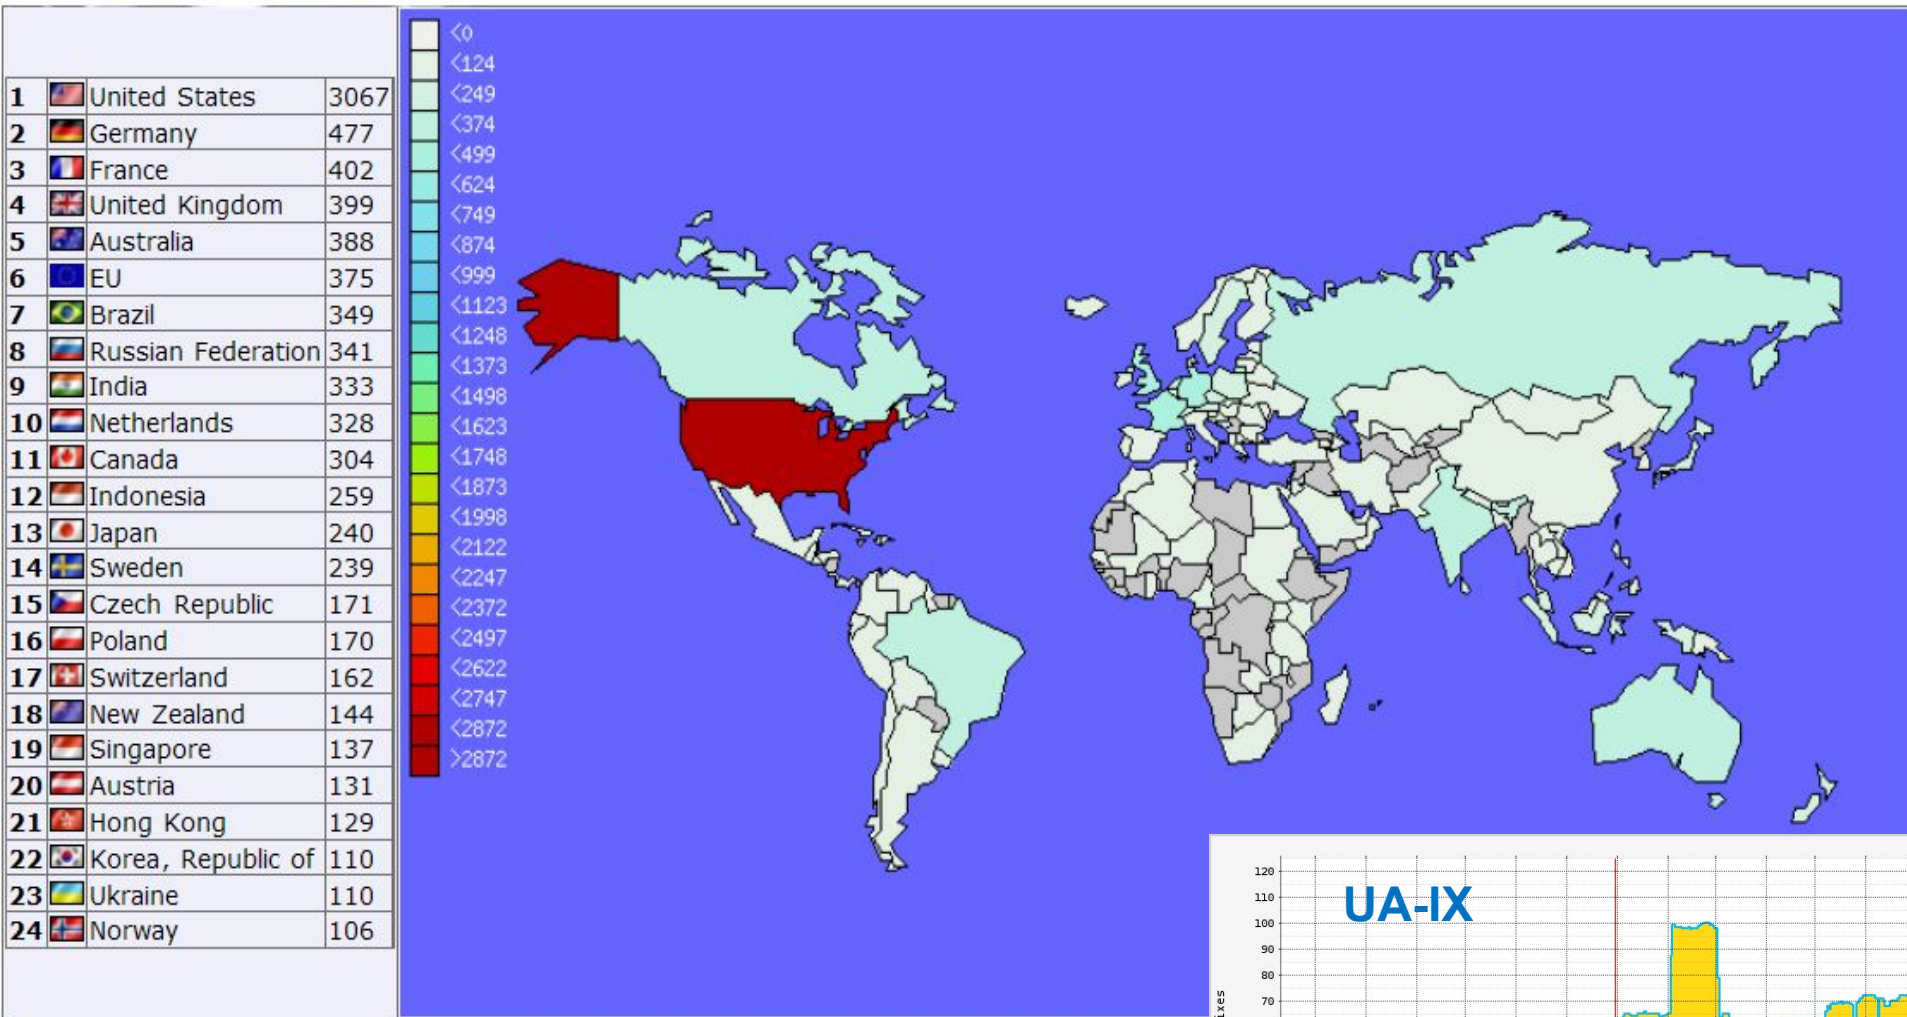 1 United States 3067
2 Germany 477
3 France 402
4 United Kingdom 399
5 Australia 388
6 EU 375
7 Brazil 349
8 Russian Federation 341
9 India 333
10 Netherlands 328
11 Canada 304
12 Indonesia 259
13 Japan 240
14 Sweden 239
15 Czech Republic 171
16 Poland 170
17 Switzerland 162
18 New Zealand 144
19 Singapore 137
20 Austria 131
21 Hong Kong 129
22 Korea, Republic of 110
23 Ukraine 110
24 Norway 106
<0
<124
<249
<374
<499
<624
<749
<874
<999
<1123
<1248
<1373
<1498
<1623
<1748
<1873
<1998
<2122
<2247
<2372
<2497
<2622
<2747
<2872
>2872
UA-IX
120
110
100
90
80
70